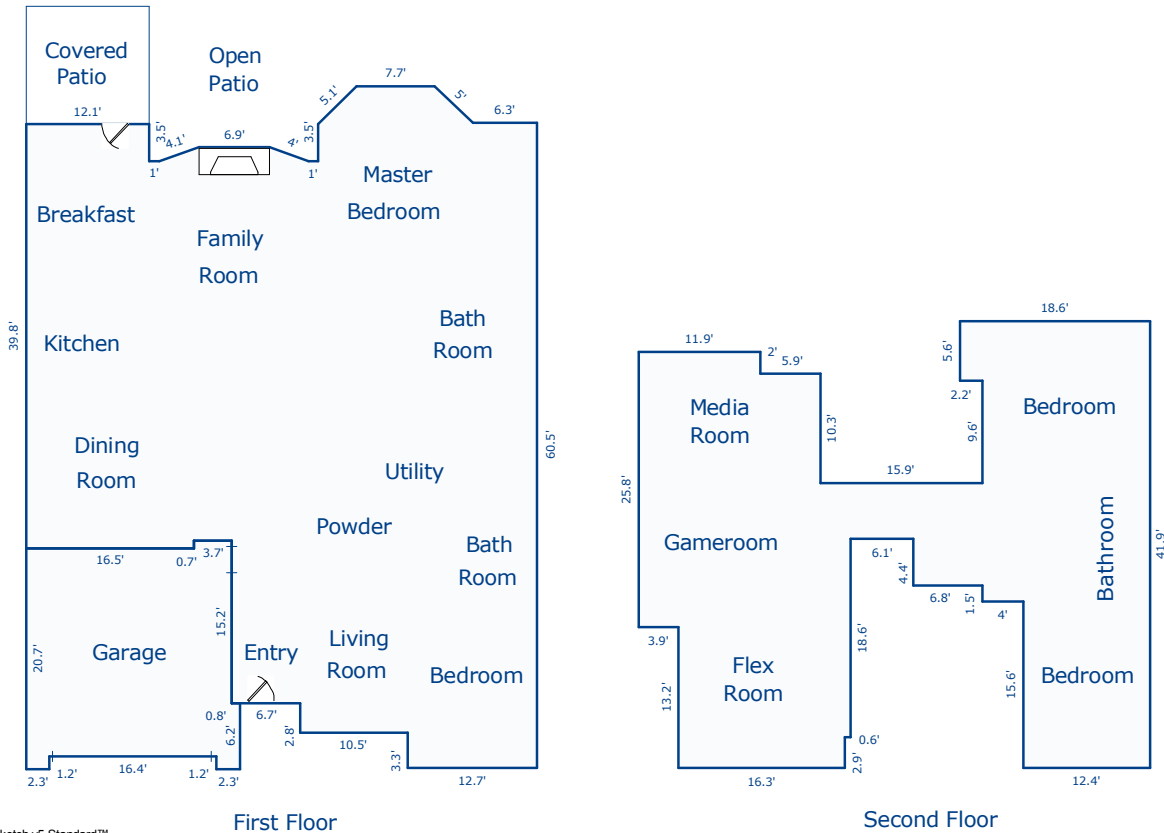 Covered
Patio
Open
Patio
7.7'
5.1'
5'
6.3'
12.1'
3.5'
4.1'
6.9'
4'
3.5'
1'
1'
Master
Bedroom
Breakfast
Family
Room
39.8'
Kitchen
Bath
Room
60.5'
Dining
Room
Utility
Powder
Bath
Room
16.5'
0.7'
3.7'
15.2'
20.7'
Garage
Entry
Living
Room
Bedroom
0.8'
6.7'
6.2'
2.8'
10.5'
3.3'
12.7'
2.3'
1.2'
16.4'
1.2'
2.3'
First Floor
18.6'
11.9'
2'
5.9'
5.6'
2.2'
Media
Room
Bedroom
10.3'
9.6'
15.9'
25.8'
Gameroom
Bathroom
41.9'
6.1'
4.4'
6.8'
1.5'
4'
3.9'
18.6'
13.2'
Flex
Room
15.6'
Bedroom
0.6'
2.9'
16.3'
12.4'
Second Floor